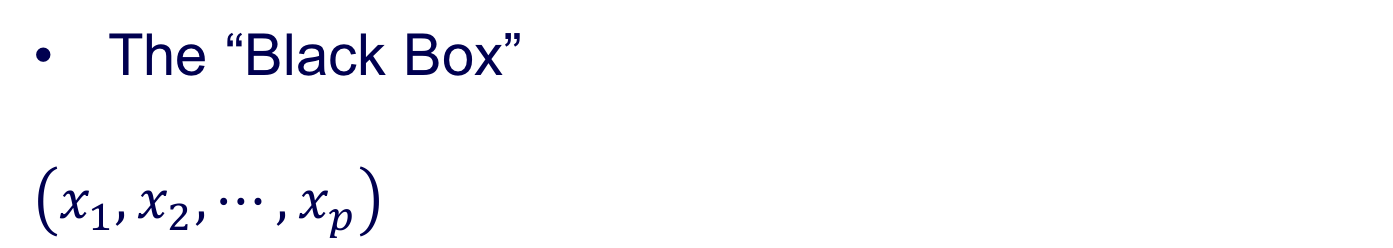 • The “Black Box”
(x₁, x₂, ⋯ , xₚ)